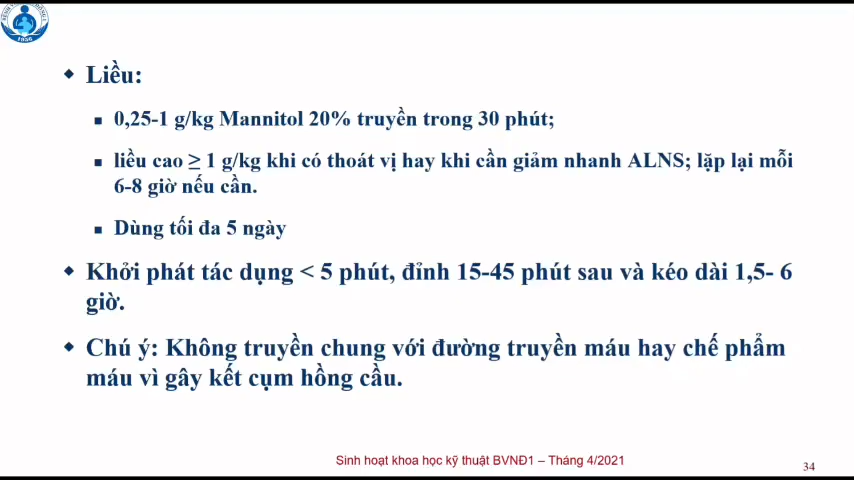 Liều:
0,25-1 g/kg Mannitol 20% truyền trong 30 phút;
liều cao ≥ 1 g/kg khi có thoát vị hay khi cần giảm nhanh ALNS; lặp lại mỗi
6-8 giờ nếu cần.
Dùng tối đa 5 ngày
Khởi phát tác dụng < 5 phút, đỉnh 15-45 phút sau và kéo dài 1,5- 6
giờ.
Chú ý: Không truyền chung với đường truyền máu hay chế phẩm
máu vì gây kết cụm hồng cầu.
Sinh hoạt khoa học kỹ thuật BVNĐ1 – Tháng 4/2021
34